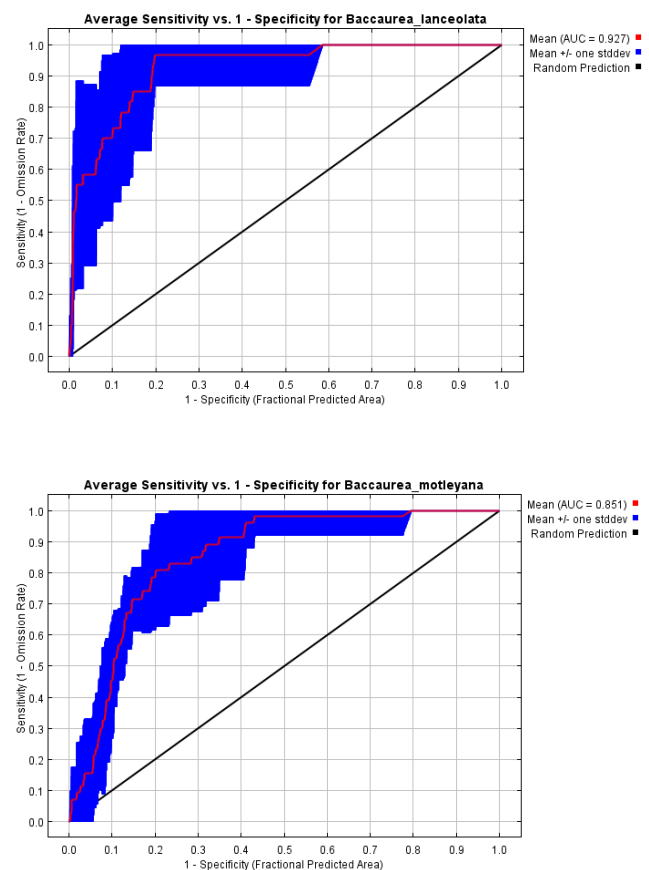 Average Sensitivity vs. 1 - Specificity for Baccaurea_lanceolata
Mean (AUC = 0.927)
Mean +/- one stddev
Random Prediction
Sensitivity (1 - Omission Rate)
1.0
0.9
0.8
0.7
0.6
0.5
0.4
0.3
0.2
0.1
0.0
0.0 0.1 0.2 0.3 0.4 0.5 0.6 0.7 0.8 0.9 1.0
1 - Specificity (Fractional Predicted Area)
Average Sensitivity vs. 1 - Specificity for Baccaurea_motleyana
Mean (AUC = 0.851)
Mean +/- one stddev
Random Prediction
Sensitivity (1 - Omission Rate)
1.0
0.9
0.8
0.7
0.6
0.5
0.4
0.3
0.2
0.1
0.0
0.0 0.1 0.2 0.3 0.4 0.5 0.6 0.7 0.8 0.9 1.0
1 - Specificity (Fractional Predicted Area)